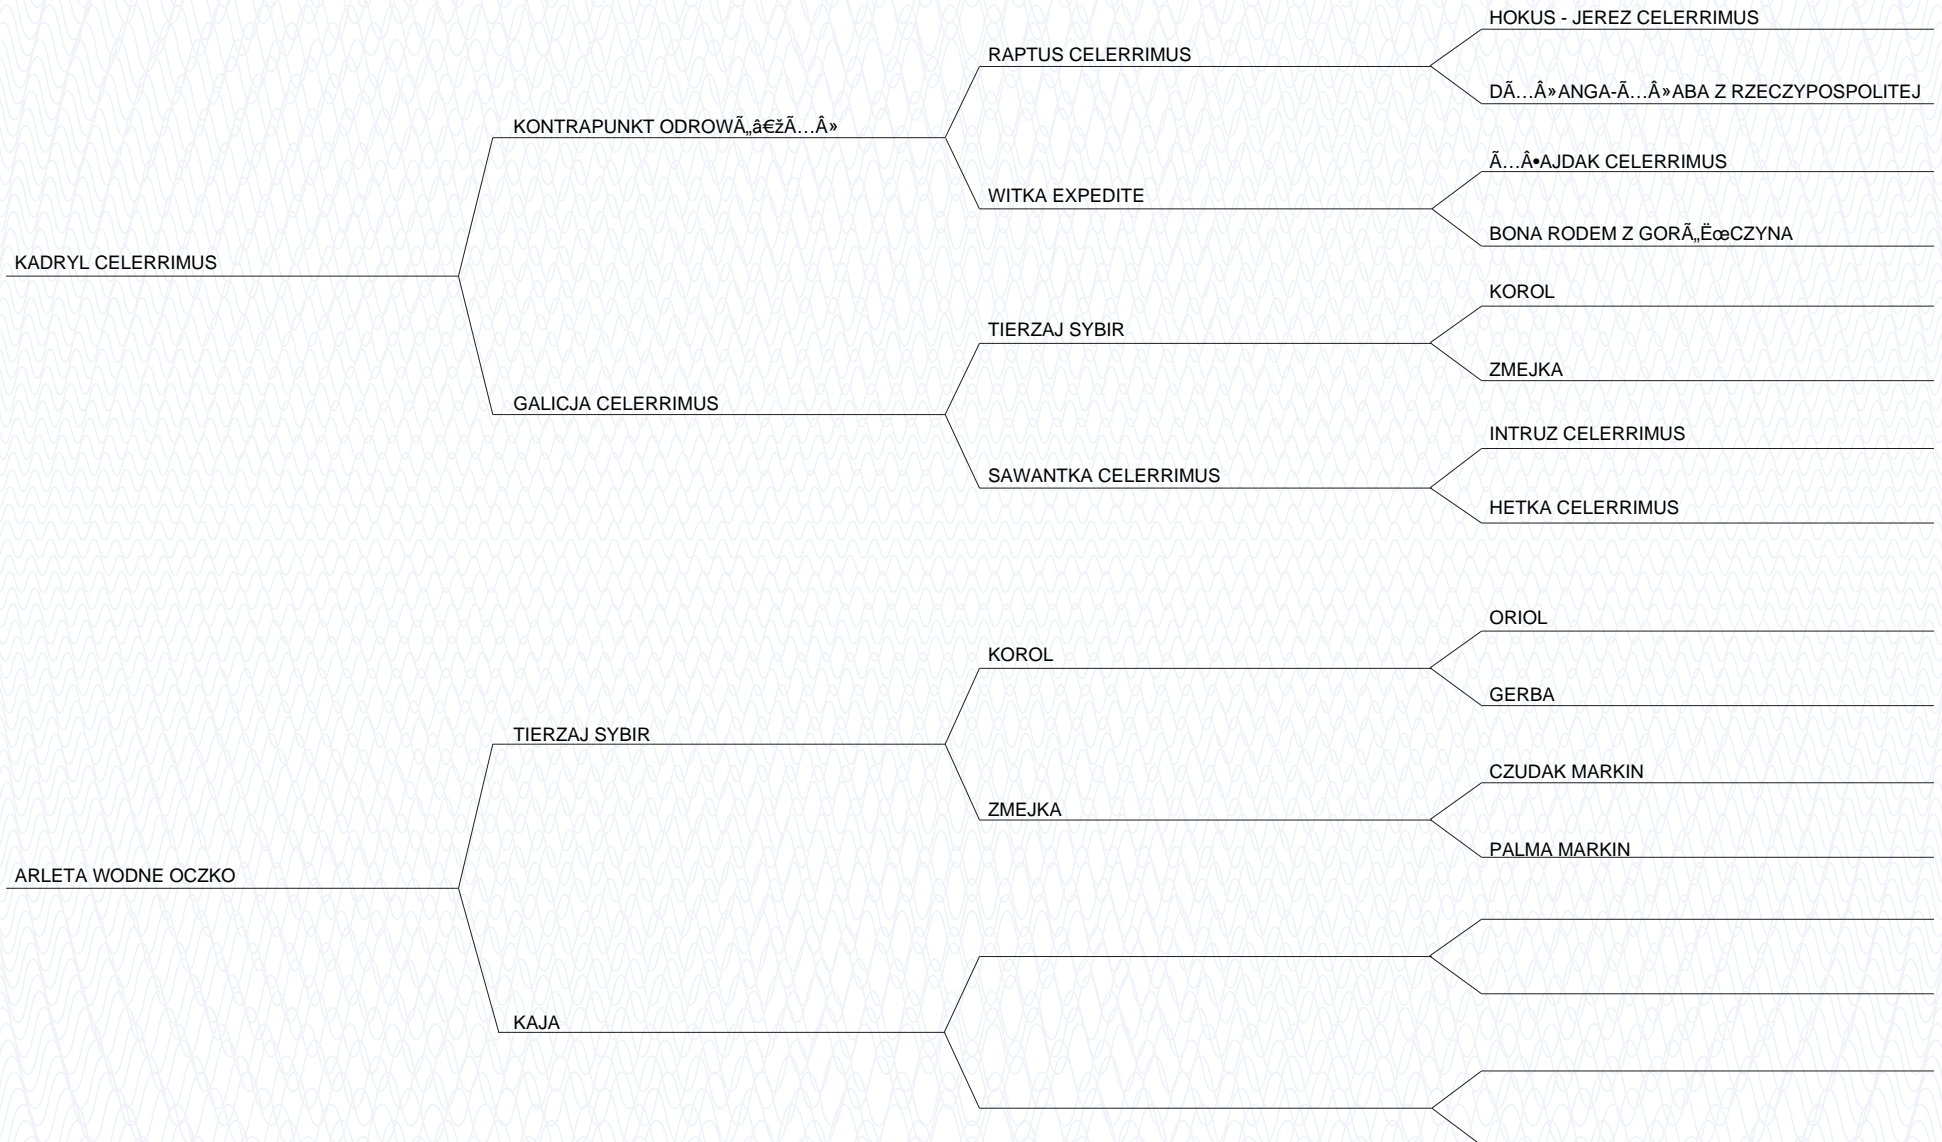 HOKUS - JEREZ CELERRIMUS
RAPTUS CELERRIMUS
DÃ…Â»ANGA-Ã…Â»ABA Z RZECZYPOSPOLITEJ
KONTRAPUNKT ODROWÃ„â€žÃ…Â»
Ã…Â•AJDAK CELERRIMUS
WITKA EXPEDITE
BONA RODEM Z GORÃ„ËœCZYNA
KADRYL CELERRIMUS
KOROL
TIERZAJ SYBIR
ZMEJKA
GALICJA CELERRIMUS
INTRUZ CELERRIMUS
SAWANTKA CELERRIMUS
HETKA CELERRIMUS
ORIOL
KOROL
GERBA
TIERZAJ SYBIR
CZUDAK MARKIN
ZMEJKA
PALMA MARKIN
ARLETA WODNE OCZKO
KAJA